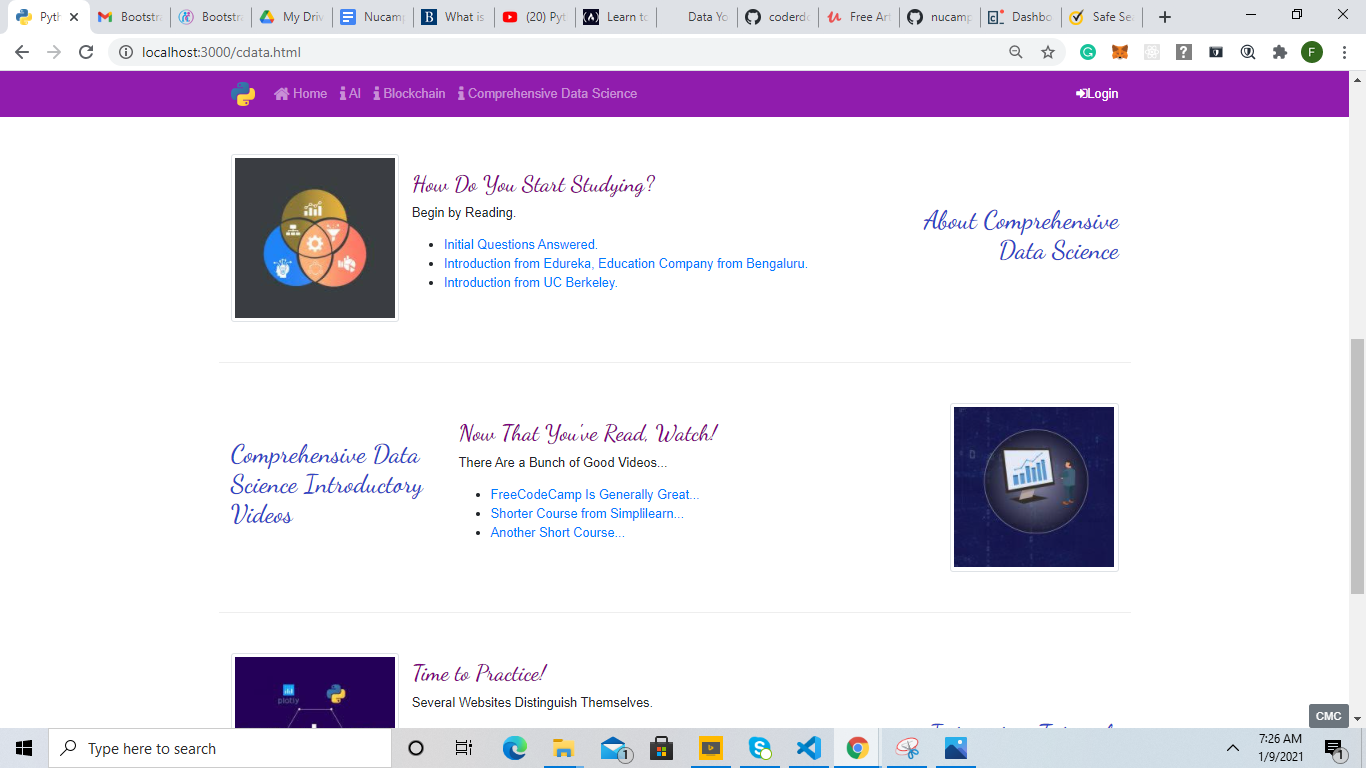 Pyth
Bootstra
Bootstra
My Driv
Nucamp
What is
(20) Pyt
Learn to
Data Yo
coderdo
Free Art
nucamp
Dashbo
Safe Se
localhost:3000/cdata.html
Home AI Blockchain Comprehensive Data Science Login
How Do You Start Studying?
Begin by Reading.
Initial Questions Answered.
Introduction from Edureka, Education Company from Bengaluru.
Introduction from UC Berkeley.
About Comprehensive
Data Science
Comprehensive Data
Science Introductory
Videos
Now That You've Read, Watch!
There Are a Bunch of Good Videos...
FreeCodeCamp Is Generally Great...
Shorter Course from Simplilearn...
Another Short Course...
plotly
Time to Practice!
Several Websites Distinguish Themselves.
CMC
Type here to search
1
7:26 AM
1/9/2021
1